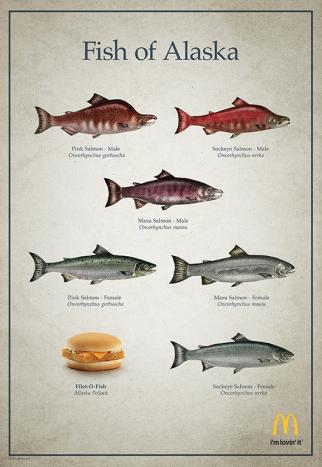 Fish of Alaska
Pink Salmon - Male
Oncorhynchus gorbuscha
Sockeye Salmon - Male
Oncorhynchus nerka
Masu Salmon - Male
Oncorhynchus masou
Pink Salmon - Female
Oncorhynchus gorbuscha
Masu Salmon - Female
Oncorhynchus masou
Filet-O-Fish
Alaska Pollack
Sockeye Salmon - Female
Oncorhynchus nerka
i'm lovin' it